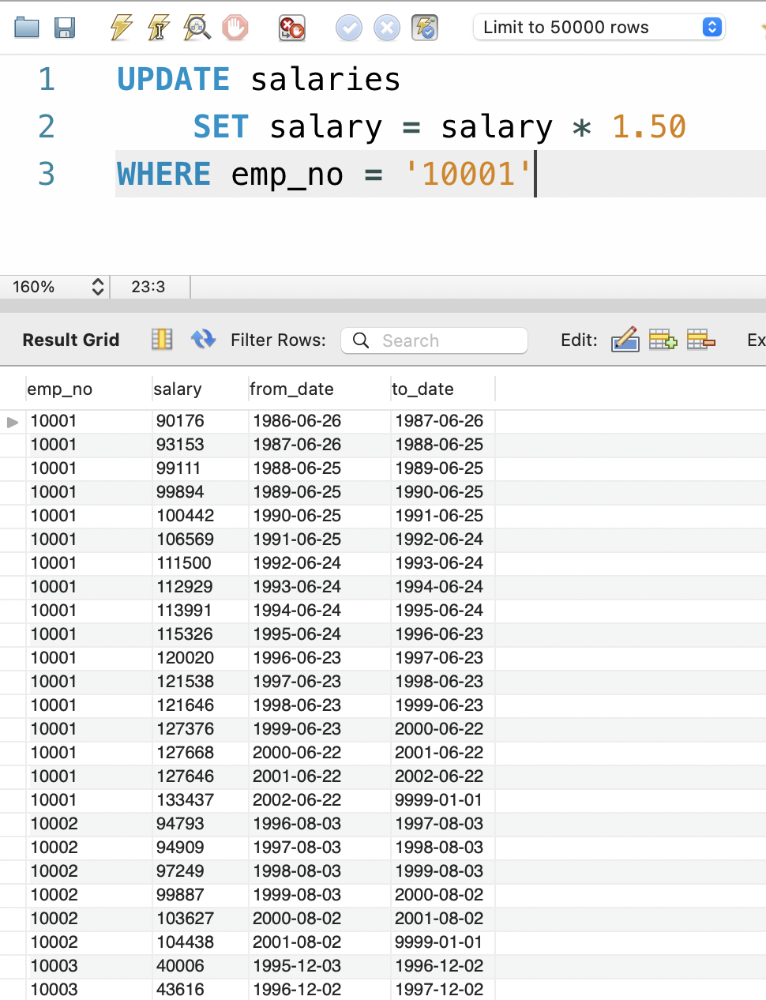 Limit to 50000 rows
1 UPDATE salaries
2 SET salary = salary * 1.50
3 WHERE emp_no = '10001'
160% 23:3
Result Grid Filter Rows: Search Edit: Ex
emp_no salary from_date to_date
10001 90176 1986-06-26 1987-06-26
10001 93153 1987-06-26 1988-06-25
10001 99111 1988-06-25 1989-06-25
10001 99894 1989-06-25 1990-06-25
10001 100442 1990-06-25 1991-06-25
10001 106569 1991-06-25 1992-06-24
10001 111500 1992-06-24 1993-06-24
10001 112929 1993-06-24 1994-06-24
10001 113991 1994-06-24 1995-06-24
10001 115326 1995-06-24 1996-06-23
10001 120020 1996-06-23 1997-06-23
10001 121538 1997-06-23 1998-06-23
10001 121646 1998-06-23 1999-06-23
10001 127376 1999-06-23 2000-06-22
10001 127668 2000-06-22 2001-06-22
10001 127646 2001-06-22 2002-06-22
10001 133437 2002-06-22 9999-01-01
10002 94793 1996-08-03 1997-08-03
10002 94909 1997-08-03 1998-08-03
10002 97249 1998-08-03 1999-08-03
10002 99887 1999-08-03 2000-08-02
10002 103627 2000-08-02 2001-08-02
10002 104438 2001-08-02 9999-01-01
10003 40006 1995-12-03 1996-12-02
10003 43616 1996-12-02 1997-12-02